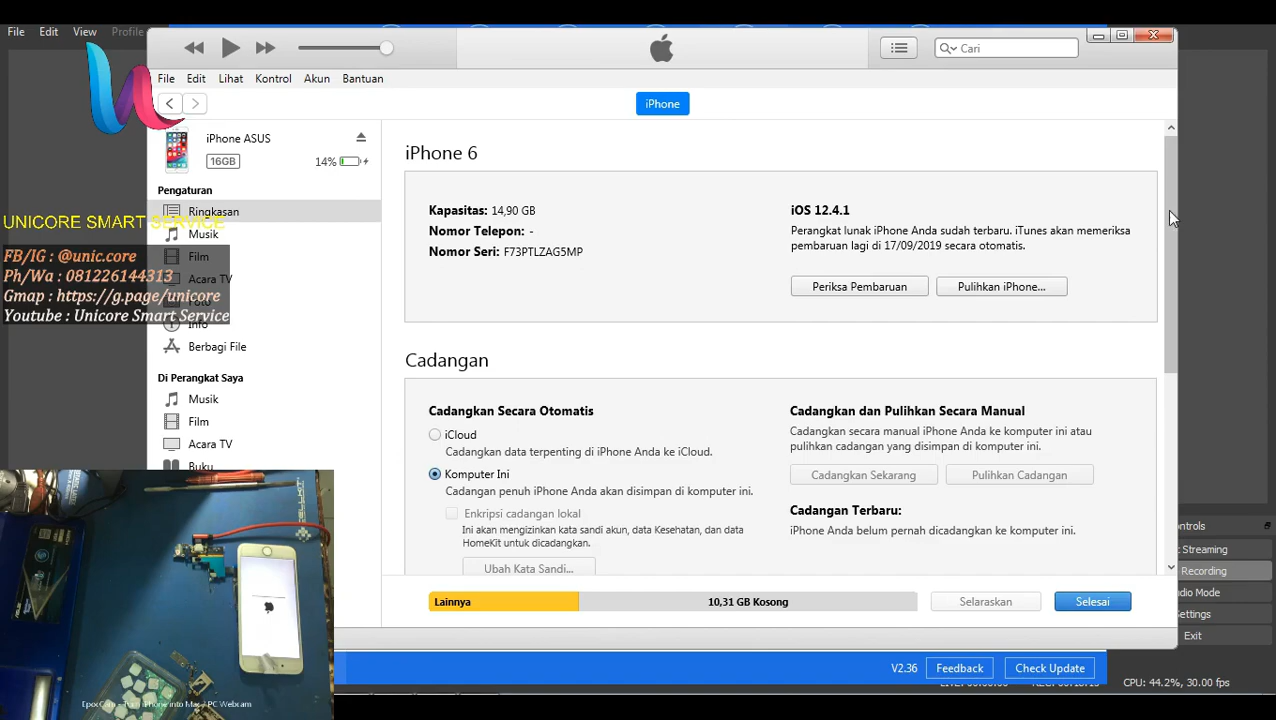 File Edit View Profile
Cari
File Edit Lihat Kontrol Akun Bantuan
iPhone
iPhone ASUS
16GB 14%
Pengaturan
Ringkasan
UNICORE SMART SERVICE
Musik
FB/IG : @unic.core
Film
Ph/Wa : 081226144313
Acara TV
Gmap : https://g.page/unicore
Foto
Youtube : Unicore Smart Service
Info
Berbagi File
Di Perangkat Saya
Musik
Film
Acara TV
Buku
iPhone 6
Kapasitas: 14,90 GB
Nomor Telepon: -
Nomor Seri: F73PTLZAG5MP
iOS 12.4.1
Perangkat lunak iPhone Anda sudah terbaru. iTunes akan memeriksa
pembaruan lagi di 17/09/2019 secara otomatis.
Periksa Pembaruan Pulihkan iPhone...
Cadangan
Cadangkan Secara Otomatis
iCloud
Cadangkan data terpenting di iPhone Anda ke iCloud.
Komputer Ini
Cadangan penuh iPhone Anda akan disimpan di komputer ini.
Enkripsi cadangan lokal
Ini akan mengizinkan kata sandi akun, data Kesehatan, dan data
HomeKit untuk dicadangkan.
Ubah Kata Sandi...
Cadangkan dan Pulihkan Secara Manual
Cadangkan secara manual iPhone Anda ke komputer ini atau
pulihkan cadangan yang disimpan di komputer ini.
Cadangkan Sekarang Pulihkan Cadangan
Cadangan Terbaru:
iPhone Anda belum pernah dicadangkan ke komputer ini.
Lainnya 10,31 GB Kosong Selaraskan Selesai
V2.36 Feedback Check Update
ontrols
Streaming
Recording
udio Mode
Settings
Exit
CPU: 44.2%, 30.00 fps